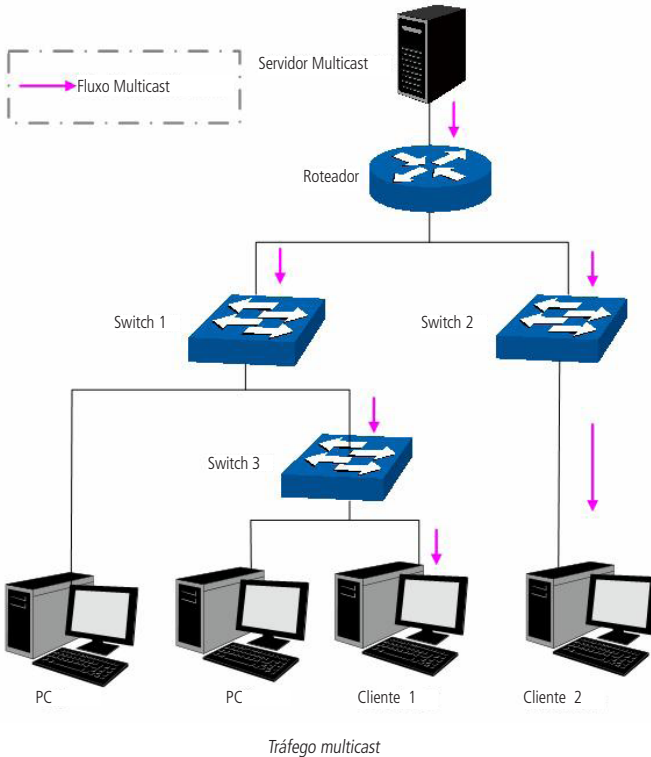 Servidor Multicast
Fluxo Multicast
Roteador
Switch 1
Switch 2
Switch 3
PC
PC
Cliente 1
Cliente 2
Tráfego multicast